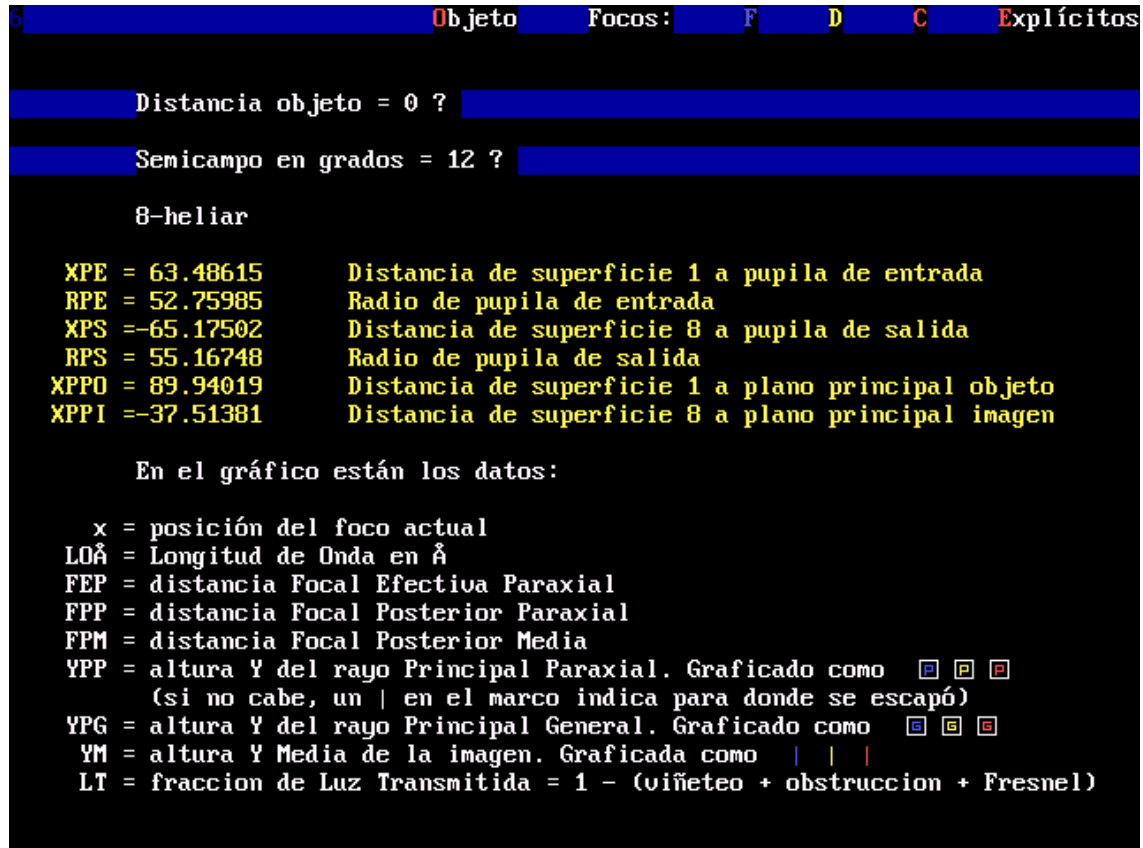 6 Objeto Focos: F D C Explícitos
Distancia objeto = 0 ?
Semicampo en grados = 12 ?
8-heliar
XPE = 63.48615 Distancia de superficie 1 a pupila de entrada
RPE = 52.75985 Radio de pupila de entrada
XPS =-65.17502 Distancia de superficie 8 a pupila de salida
RPS = 55.16748 Radio de pupila de salida
XPPO = 89.94019 Distancia de superficie 1 a plano principal objeto
XPPI =-37.51381 Distancia de superficie 8 a plano principal imagen
En el gráfico están los datos:
x = posición del foco actual
LOÅ = Longitud de Onda en Å
FEP = distancia Focal Efectiva Paraxial
FPP = distancia Focal Posterior Paraxial
FPM = distancia Focal Posterior Media
YPP = altura Y del rayo Principal Paraxial. Graficado como P P P
(si no cabe, un | en el marco indica para donde se escapó)
YPG = altura Y del rayo Principal General. Graficado como G G G
YM = altura Y Media de la imagen. Graficada como | | |
LT = fraccion de Luz Transmitida = 1 - (viñeteo + obstruccion + Fresnel)